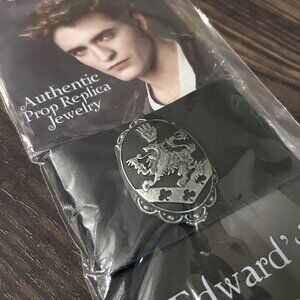 Authentic
Prop Replica
Jewelry
Edward's